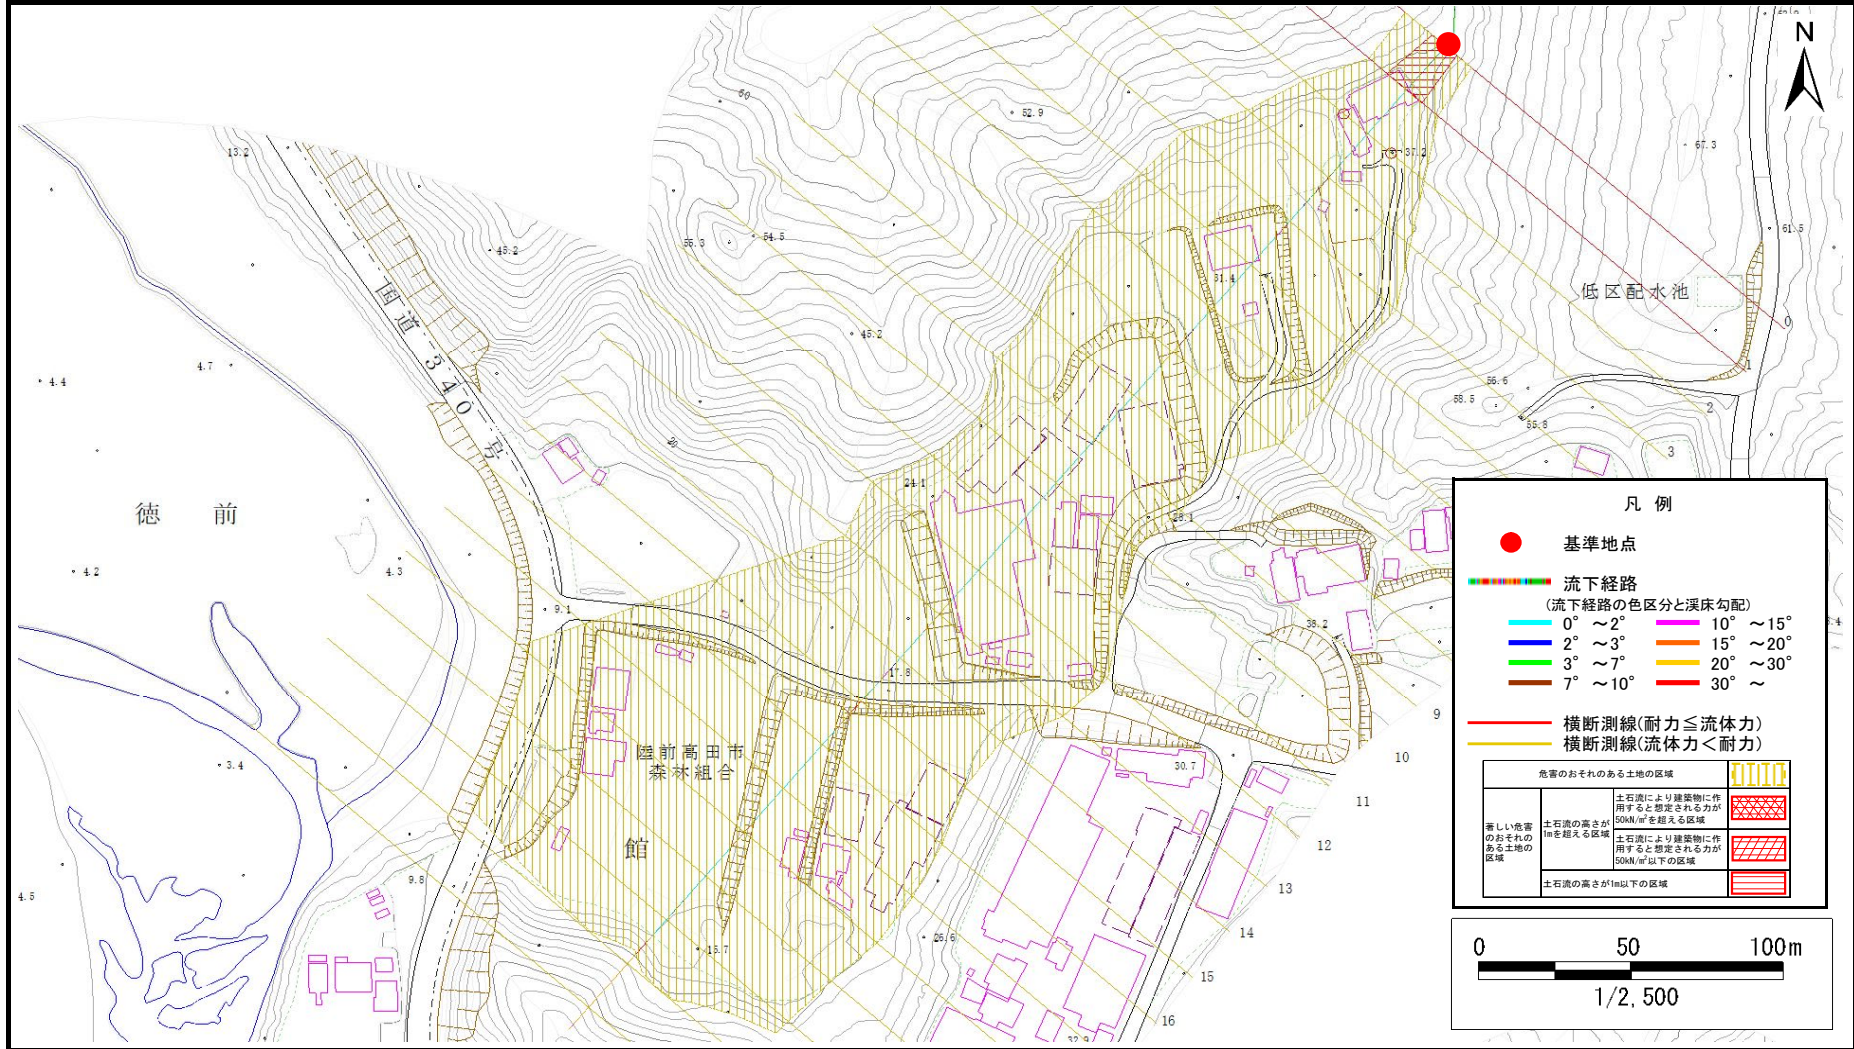 N
60
52.9
13.2
67.3
37.2
45.2
55.3
54.5
61.5
31.4
低区配水池
国道340号
45.2
0
4.7
4.4
1
56.6
58.5
2
55.8
20
3
24.1
徳 前
28.1
4.2
4.3
9.1
38.2
17.6
9
陸前高田市
森林組合
3.4
30.7
10
11
館
12
9.8
13
4.5
14
26.6
15.7
15
16
32.9
凡 例
基準地点
流下経路
(流下経路の色区分と渓床勾配)
0° ~2° 10° ~15°
2° ~3° 15° ~20°
3° ~7° 20° ~30°
7° ~10° 30° ~
横断測線(耐力≦流体力)
横断測線(流体力<耐力)
危害のおそれのある土地の区域
著しい危害
のおそれの
ある土地の
区域
土石流の高さが
1mを超える区域
土石流により建築物に作
用すると想定される力が
50kN/㎡を超える区域
土石流により建築物に作
用すると想定される力が
50kN/㎡以下の区域
土石流の高さが1m以下の区域
0 50 100m
1/2,500